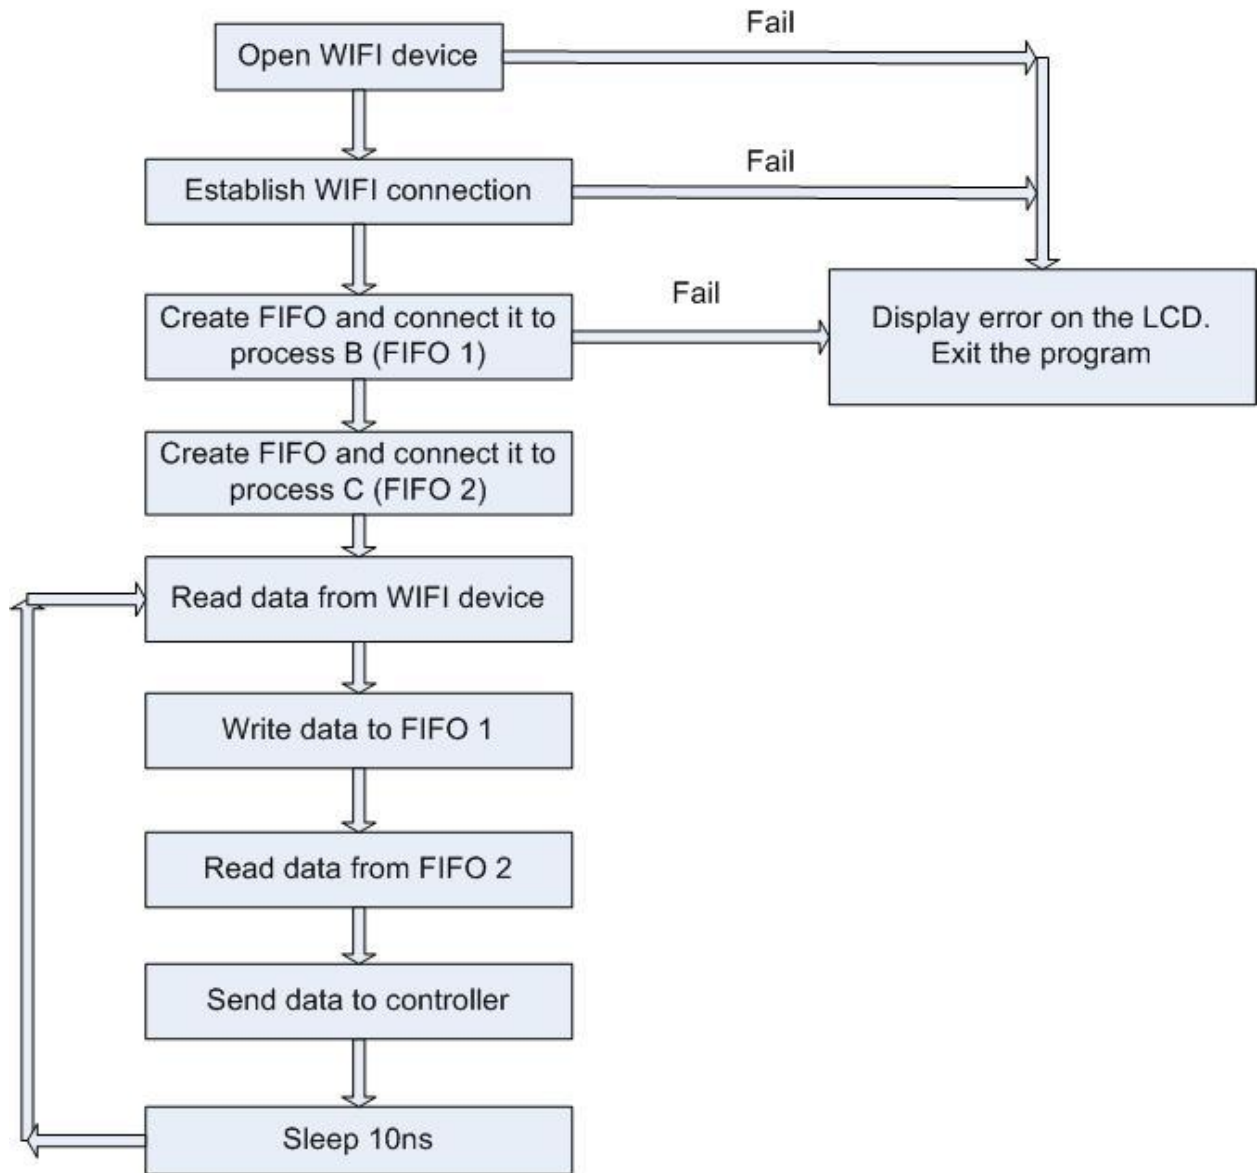 Fail
Open WIFI device
Fail
Establish WIFI connection
Fail
Create FIFO and connect it to
process B (FIFO 1)
Display error on the LCD.
Exit the program
Create FIFO and connect it to
process C (FIFO 2)
Read data from WIFI device
Write data to FIFO 1
Read data from FIFO 2
Send data to controller
Sleep 10ns